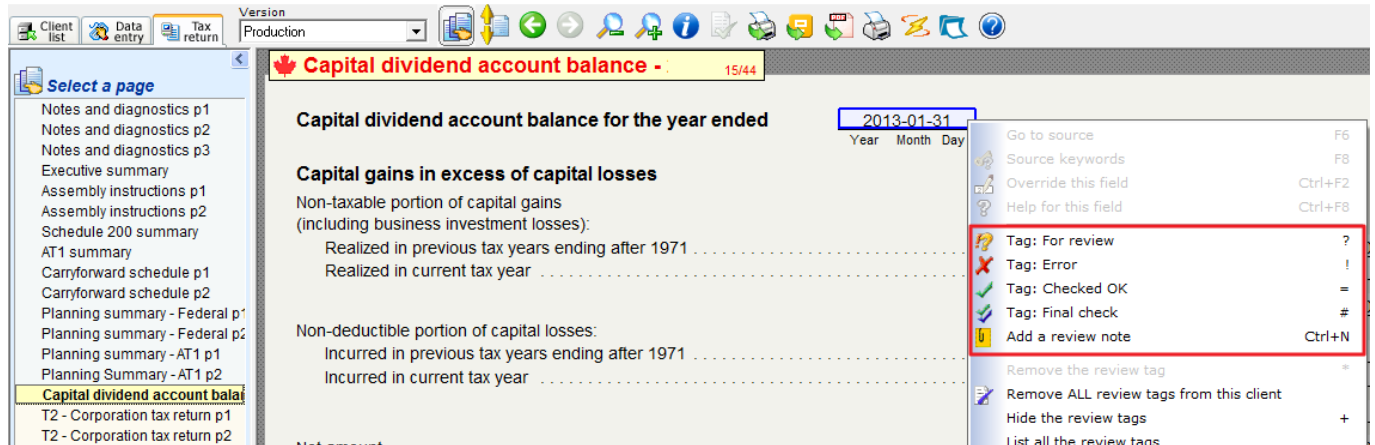 Client list
Data entry
Tax return
Version
Production
Select a page
Notes and diagnostics p1
Notes and diagnostics p2
Notes and diagnostics p3
Executive summary
Assembly instructions p1
Assembly instructions p2
Schedule 200 summary
AT1 summary
Carryforward schedule p1
Carryforward schedule p2
Planning summary - Federal p1
Planning summary - Federal p2
Planning summary - AT1 p1
Planning Summary - AT1 p2
Capital dividend account balan
T2 - Corporation tax return p1
T2 - Corporation tax return p2
Capital dividend account balance - 15/44
Capital dividend account balance for the year ended 2013-01-31
Year Month Day
Capital gains in excess of capital losses
Non-taxable portion of capital gains
(including business investment losses):
Realized in previous tax years ending after 1971
Realized in current tax year
Non-deductible portion of capital losses:
Incurred in previous tax years ending after 1971
Incurred in current tax year
Net amount
Go to source F6
Source keywords F8
Override this field Ctrl+F2
Help for this field Ctrl+F8
Tag: For review ?
Tag: Error !
Tag: Checked OK =
Tag: Final check #
Add a review note Ctrl+N
Remove the review tag *
Remove ALL review tags from this client
Hide the review tags +
List all the review tags